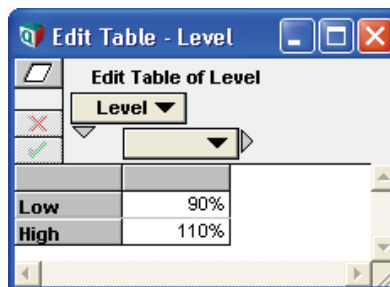 Edit Table - Level
Edit Table of Level
Level
Low 90%
High 110%